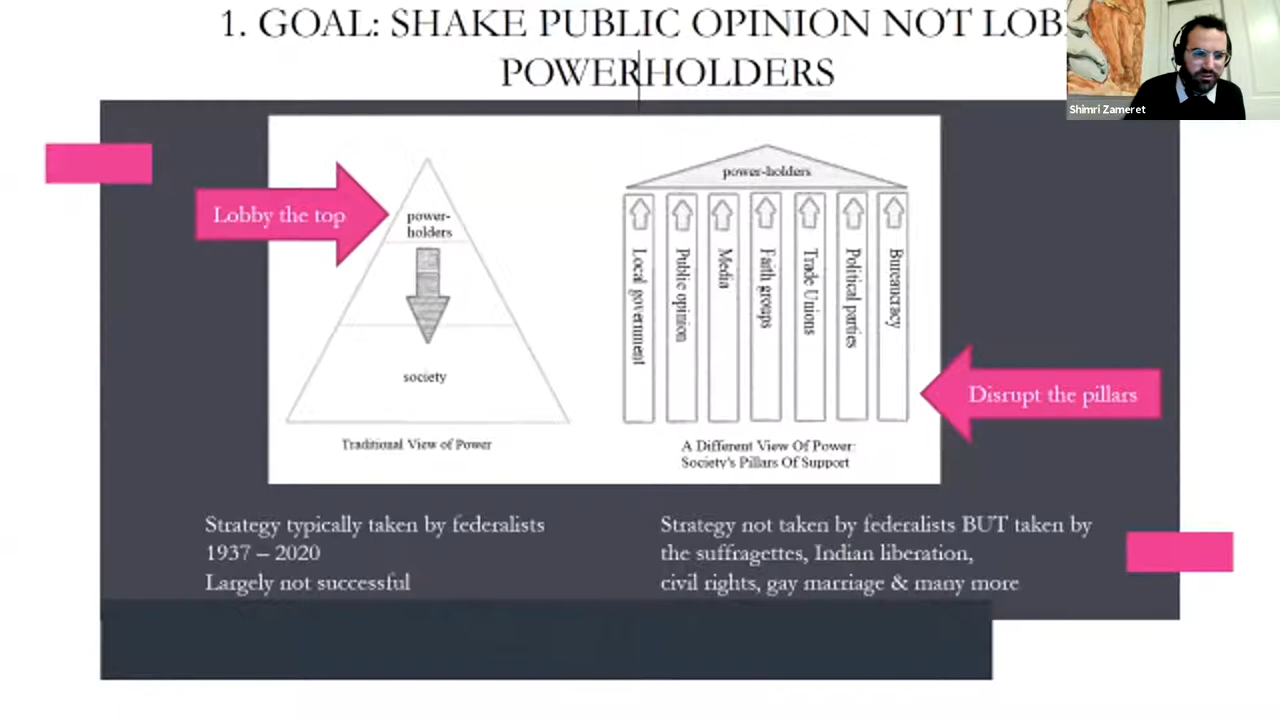 1. GOAL: SHAKE PUBLIC OPINION NOT LOB
POWERHOLDERS
Shimri Zameret
Lobby the top
power-
holders
society
Traditional View of Power
power-holders
Local government
Public opinion
Media
Faith groups
Trade Unions
Political parties
Bureaucracy
A Different View Of Power:
Society's Pillars Of Support
Disrupt the pillars
Strategy typically taken by federalists
1937 – 2020
Largely not successful
Strategy not taken by federalists BUT taken by
the suffragettes, Indian liberation,
civil rights, gay marriage & many more